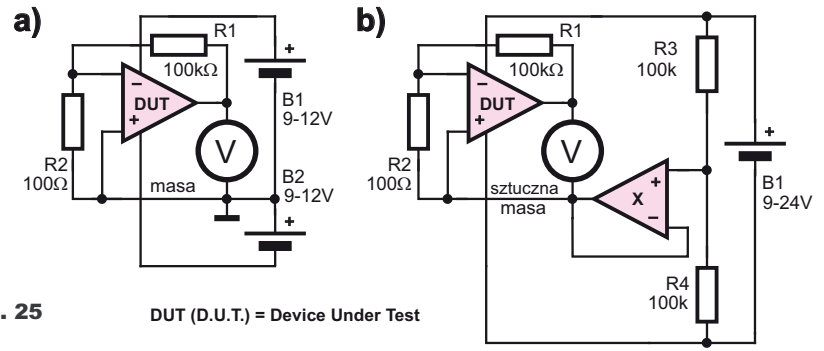 a)
R1
100kΩ
DUT
−
+
R2
100Ω
V
masa
+
B1
9-12V
B2
9-12V
+
b)
R1
100kΩ
DUT
−
+
R2
100Ω
V
sztuczna
masa
X
+
−
R3
100k
+
B1
9-24V
R4
100k
. 25
DUT (D.U.T.) = Device Under Test